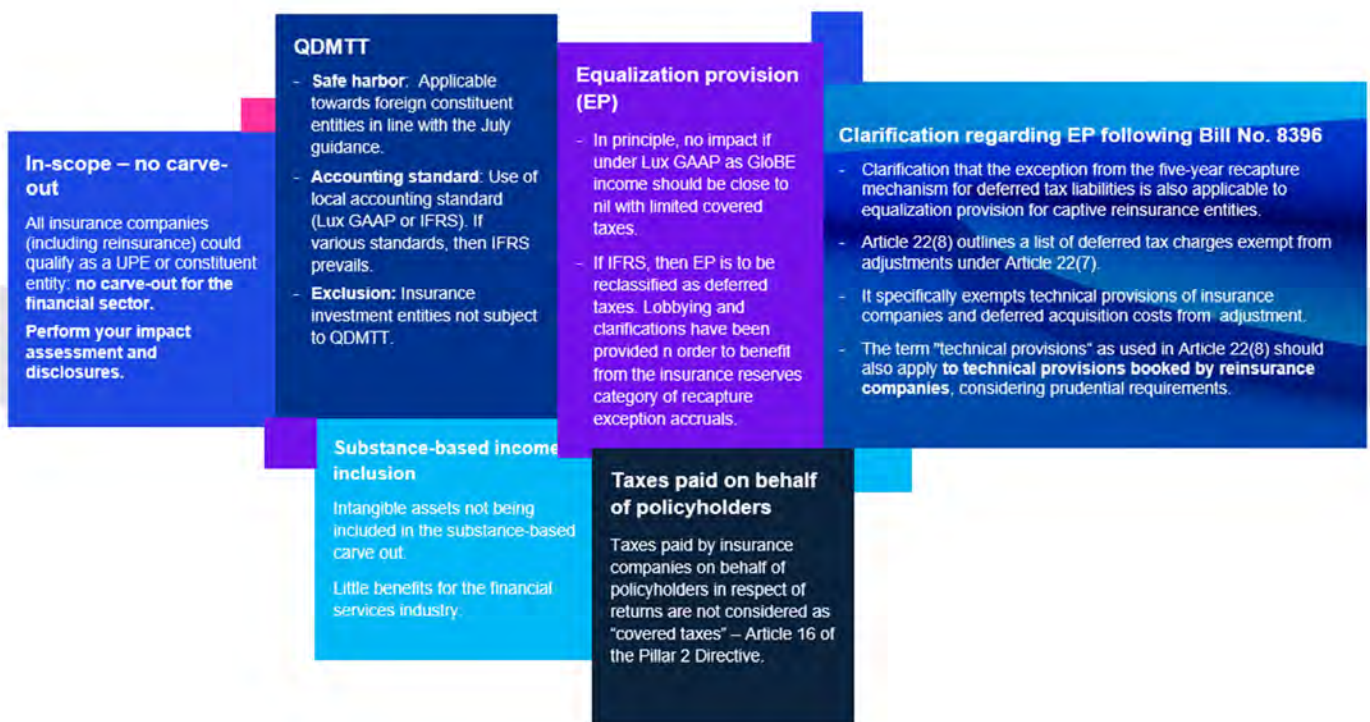 In-scope – no carve-
out
All insurance companies
(including reinsurance) could
qualify as a UPE or constituent
entity: no carve-out for the
financial sector.
Perform your impact
assessment and
disclosures.
QDMTT
- Safe harbor: Applicable
towards foreign constituent
entities in line with the July
guidance.
- Accounting standard: Use of
local accounting standard
(Lux GAAP or IFRS). If
various standards, then IFRS
prevails.
- Exclusion: Insurance
investment entities not subject
to QDMTT.
Equalization provision
(EP)
- In principle, no impact if
under Lux GAAP as GloBE
income should be close to
nil with limited covered
taxes.
- If IFRS, then EP is to be
reclassified as deferred
taxes. Lobbying and
clarifications have been
provided n order to benefit
from the insurance reserves
category of recapture
exception accruals.
Clarification regarding EP following Bill No. 8396
- Clarification that the exception from the five-year recapture
mechanism for deferred tax liabilities is also applicable to
equalization provision for captive reinsurance entities.
- Article 22(8) outlines a list of deferred tax charges exempt from
adjustments under Article 22(7).
- It specifically exempts technical provisions of insurance
companies and deferred acquisition costs from adjustment.
- The term "technical provisions" as used in Article 22(8) should
also apply to technical provisions booked by reinsurance
companies, considering prudential requirements.
Substance-based income
inclusion
Intangible assets not being
included in the substance-based
carve out.
Little benefits for the financial
services industry.
Taxes paid on behalf
of policyholders
Taxes paid by insurance
companies on behalf of
policyholders in respect of
returns are not considered as
"covered taxes" – Article 16 of
the Pillar 2 Directive.